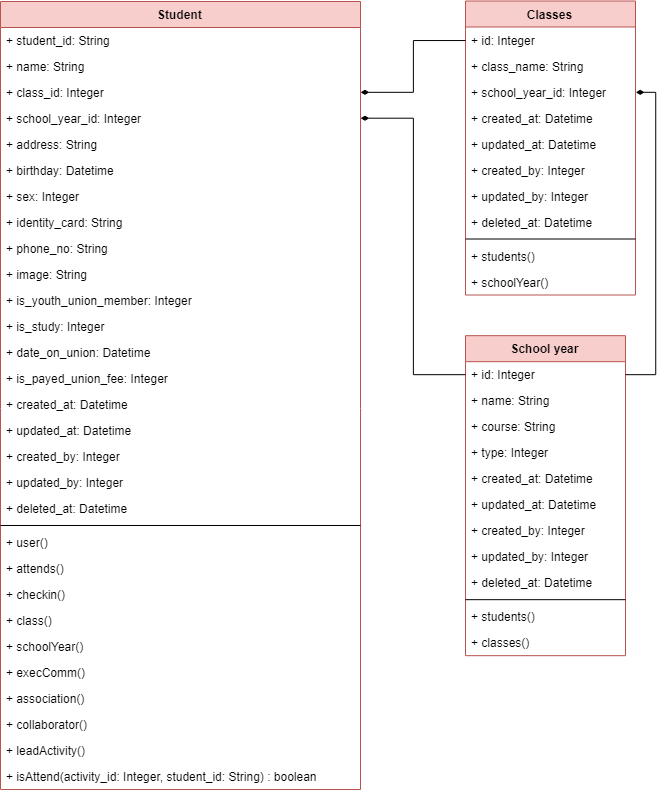 Student
+ student_id: String
+ name: String
+ class_id: Integer
+ school_year_id: Integer
+ address: String
+ birthday: Datetime
+ sex: Integer
+ identity_card: String
+ phone_no: String
+ image: String
+ is_youth_union_member: Integer
+ is_study: Integer
+ date_on_union: Datetime
+ is_payed_union_fee: Integer
+ created_at: Datetime
+ updated_at: Datetime
+ created_by: Integer
+ updated_by: Integer
+ deleted_at: Datetime
+ user()
+ attends()
+ checkin()
+ class()
+ schoolYear()
+ execComm()
+ association()
+ collaborator()
+ leadActivity()
+ isAttend(activity_id: Integer, student_id: String) : boolean
Classes
+ id: Integer
+ class_name: String
+ school_year_id: Integer
+ created_at: Datetime
+ updated_at: Datetime
+ created_by: Integer
+ updated_by: Integer
+ deleted_at: Datetime
+ students()
+ schoolYear()
School year
+ id: Integer
+ name: String
+ course: String
+ type: Integer
+ created_at: Datetime
+ updated_at: Datetime
+ created_by: Integer
+ updated_by: Integer
+ deleted_at: Datetime
+ students()
+ classes()